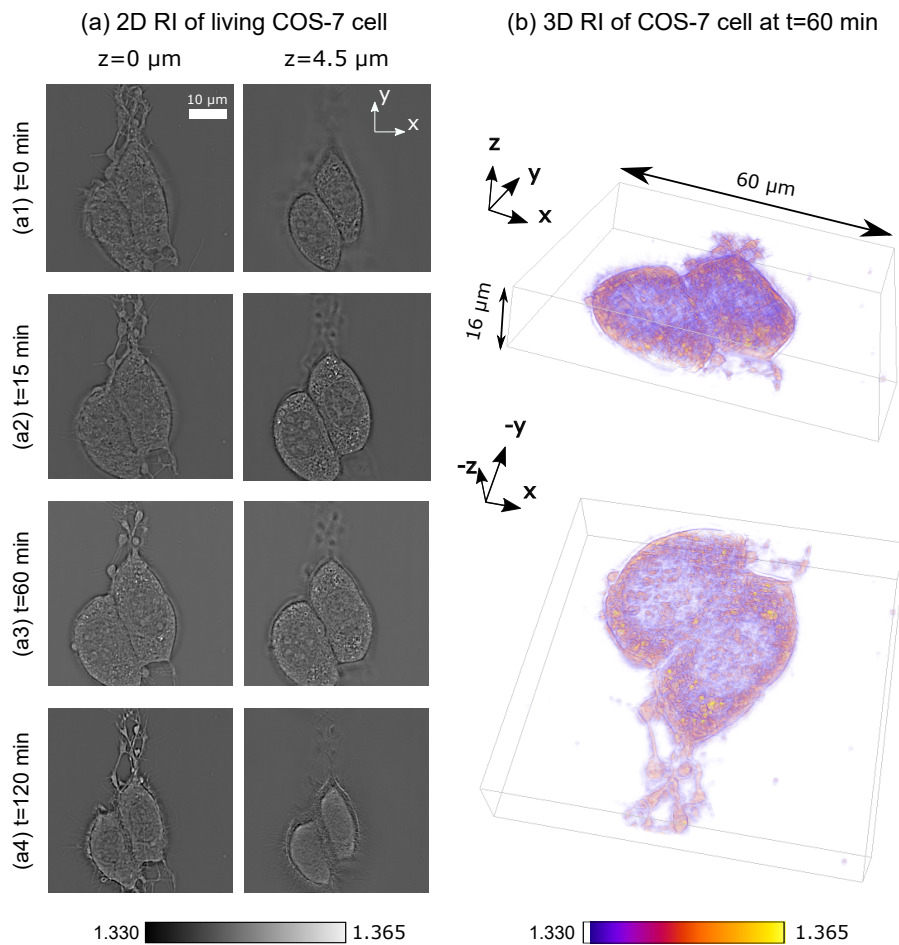 (a) 2D RI of living COS-7 cell
z=0 µm
z=4.5 µm
(a1) t=0 min
10 µm
y
x
(a2) t=15 min
(a3) t=60 min
(a4) t=120 min
1.330
1.365
(b) 3D RI of COS-7 cell at t=60 min
z
y
x
60 µm
16 µm
-y
-z
x
1.330
1.365